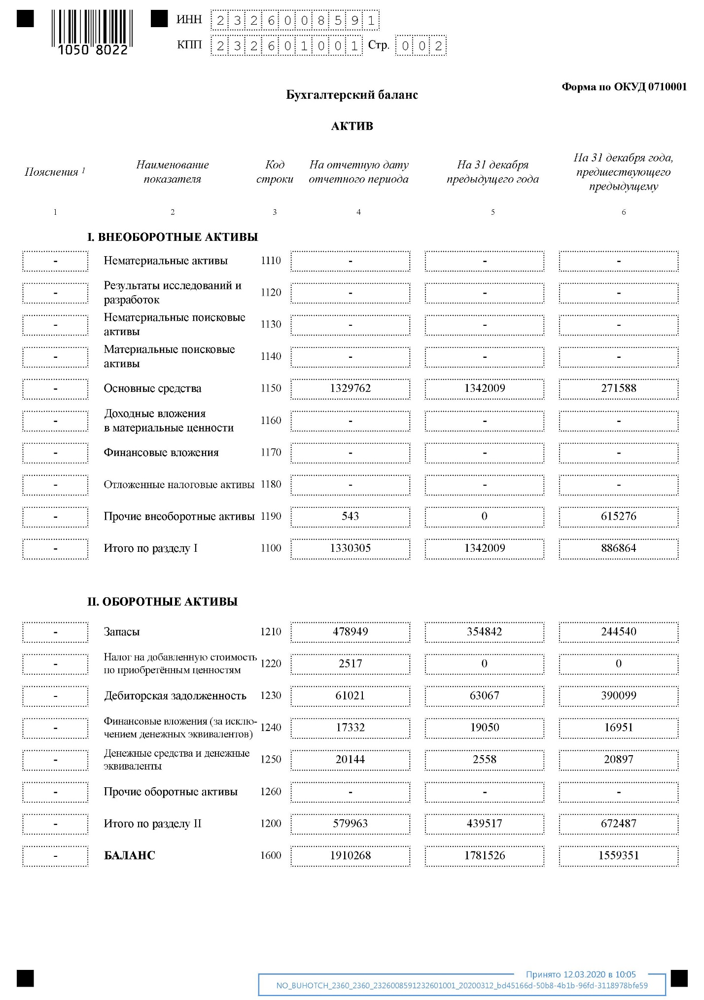 ИНН 2326008591
1050 8022
КПП 232601001 Стр. 002
Форма по ОКУД 0710001
Бухгалтерский баланс
АКТИВ
Пояснения 1 Наименование показателя Код строки На отчетную дату отчетного периода На 31 декабря предыдущего года На 31 декабря года, предшествующего предыдущему
1 2 3 4 5 6
I. ВНЕОБОРОТНЫЕ АКТИВЫ
- Нематериальные активы 1110 - - -
- Результаты исследований и разработок 1120 - - -
- Нематериальные поисковые активы 1130 - - -
- Материальные поисковые активы 1140 - - -
- Основные средства 1150 1329762 1342009 271588
- Доходные вложения в материальные ценности 1160 - - -
- Финансовые вложения 1170 - - -
- Отложенные налоговые активы 1180 - - -
- Прочие внеоборотные активы 1190 543 0 615276
- Итого по разделу I 1100 1330305 1342009 886864
II. ОБОРОТНЫЕ АКТИВЫ
- Запасы 1210 478949 354842 244540
- Налог на добавленную стоимость по приобретённым ценностям 1220 2517 0 0
- Дебиторская задолженность 1230 61021 63067 390099
- Финансовые вложения (за исклю-чением денежных эквивалентов) 1240 17332 19050 16951
- Денежные средства и денежные эквиваленты 1250 20144 2558 20897
- Прочие оборотные активы 1260 - - -
- Итого по разделу II 1200 579963 439517 672487
- БАЛАНС 1600 1910268 1781526 1559351
Принято 12.03.2020 в 10:05
NO_BUHOTCH_2360_2360_2326008591232601001_20200312_bd45166d-50b8-4b1b-96fd-3118978bfe59